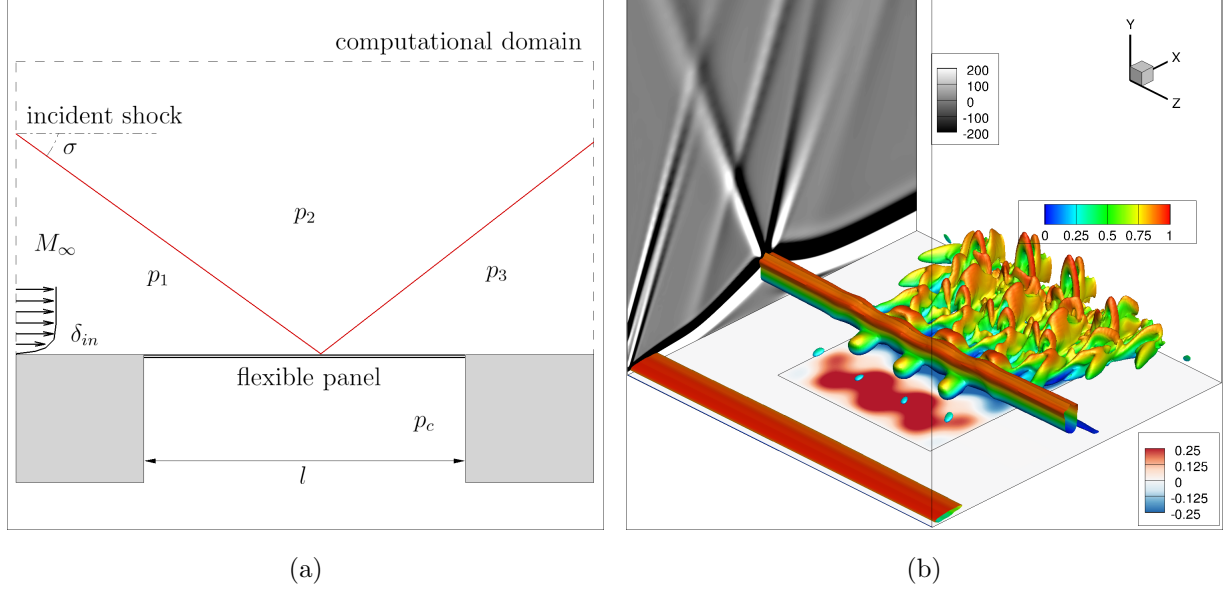 computational domain
incident shock
σ
p₂
M∞
p₁
p₃
δᵢₙ
flexible panel
p_c
l
(a)
Y
X
Z
200
100
0
-100
-200
0 0.25 0.5 0.75 1
0.25
0.125
0
-0.125
-0.25
(b)